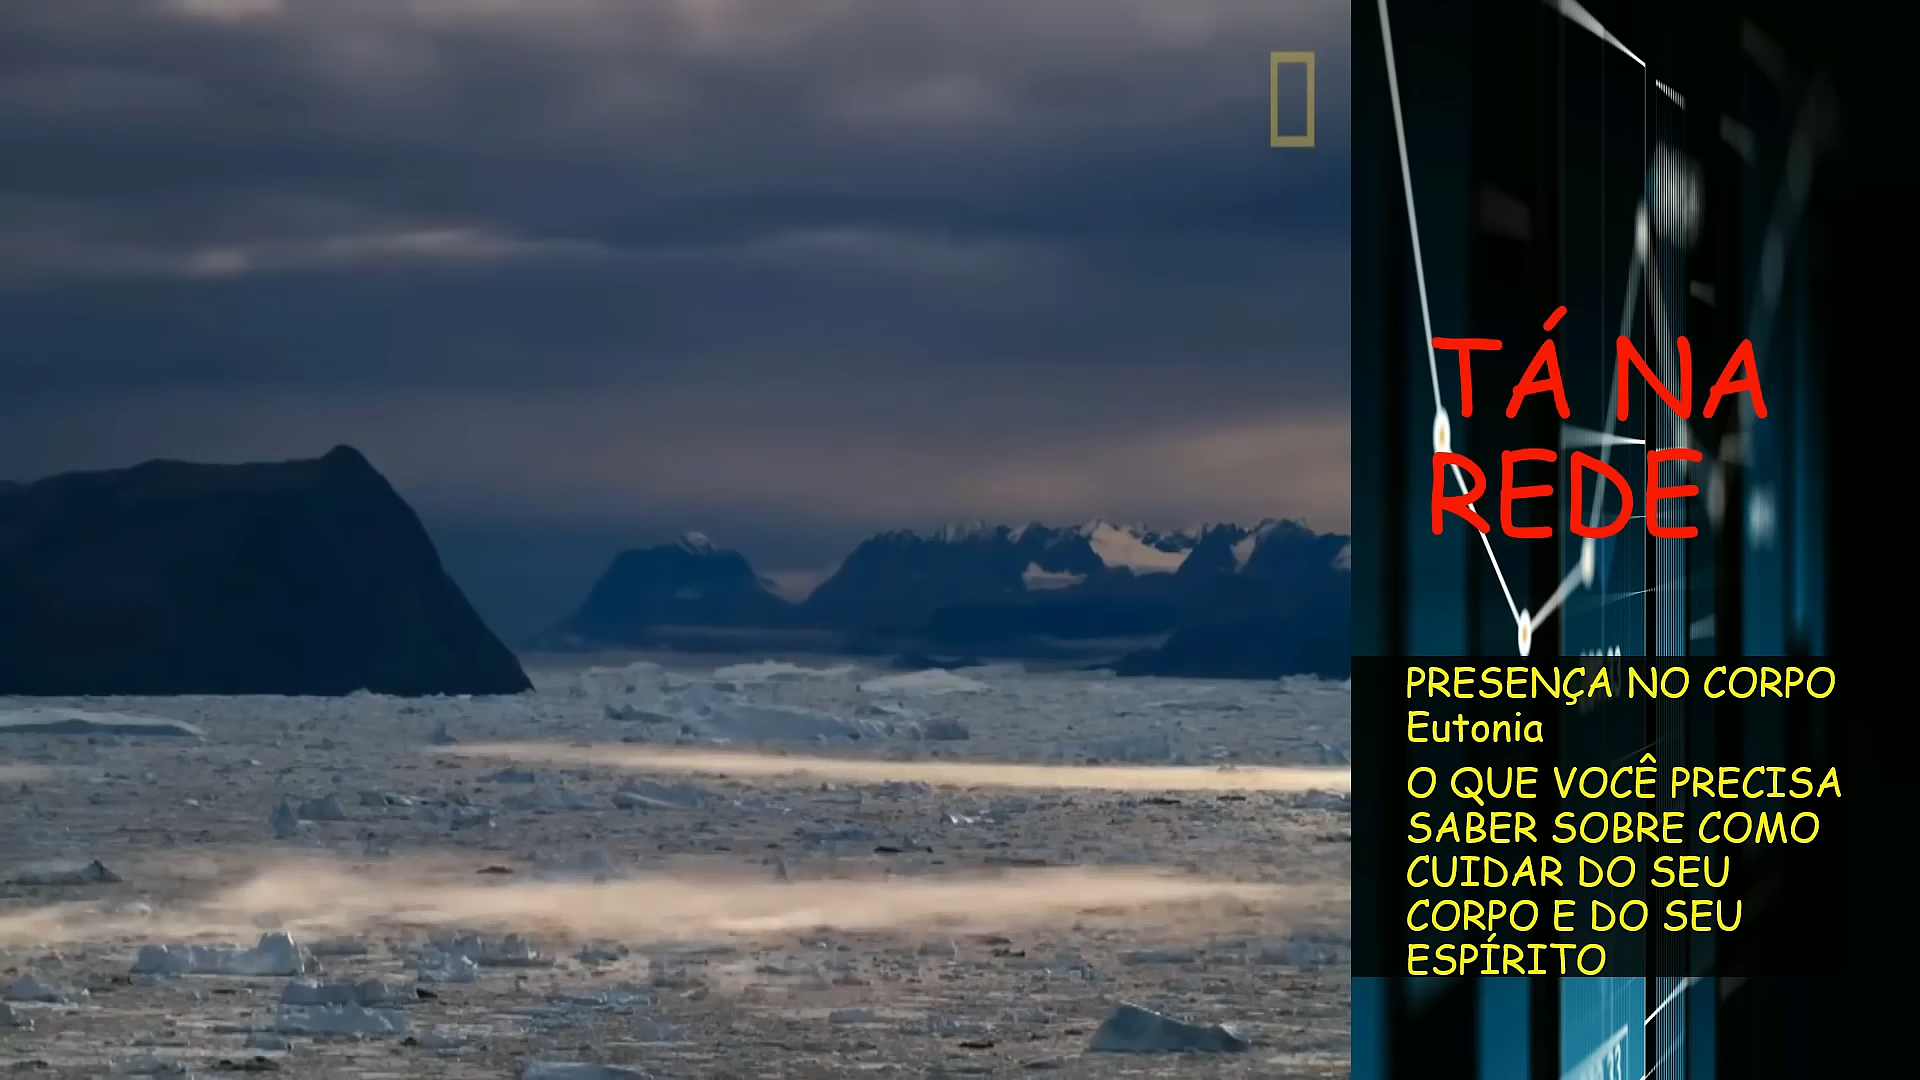 TÁ NA
REDE
PRESENÇA NO CORPO
Eutonia
O QUE VOCÊ PRECISA
SABER SOBRE COMO
CUIDAR DO SEU
CORPO E DO SEU
ESPÍRITO